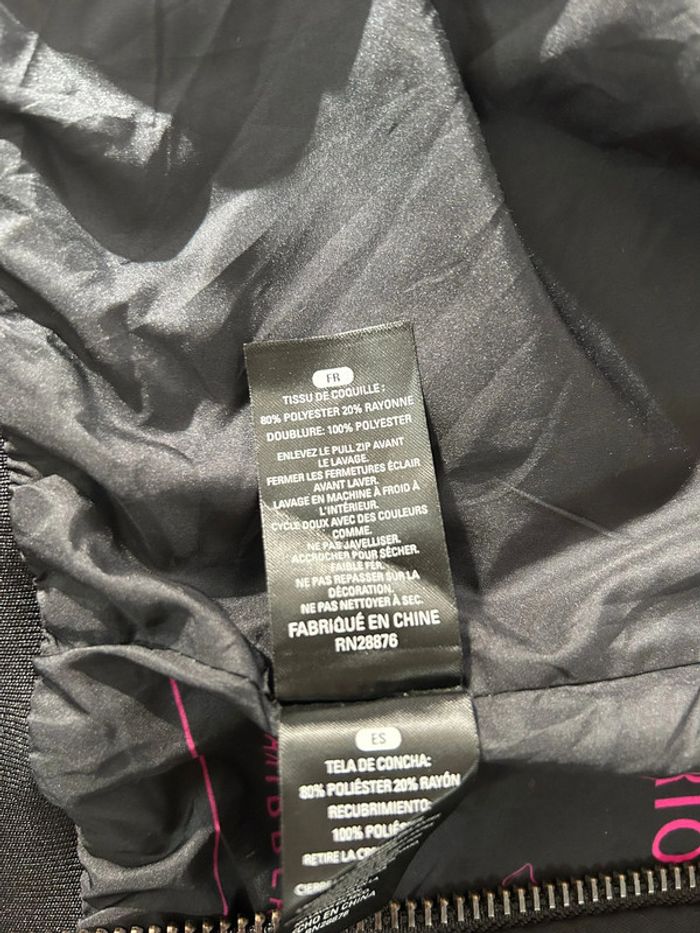 FR
TISSU DE COQUILLE :
80% POLYESTER 20% RAYONNE
DOUBLURE: 100% POLYESTER
ENLEVEZ LE PULL ZIP AVANT
LE LAVAGE.
FERMER LES FERMETURES ÉCLAIR
AVANT LAVER.
LAVAGE EN MACHINE À FROID À
L'INTÉRIEUR.
CYCLE DOUX AVEC DES COULEURS
COMME.
NE PAS JAVELLISER.
ACCROCHER POUR SÉCHER.
FAIBLE FER.
NE PAS REPASSER SUR LA
DÉCORATION.
NE PAS NETTOYER À SEC.
FABRIQUÉ EN CHINE
RN28876
ES
TELA DE CONCHA:
80% POLIÉSTER 20% RAYÓN
RECUBRIMIENTO:
100%
RETIRE LA
EN CHINA
RN28876